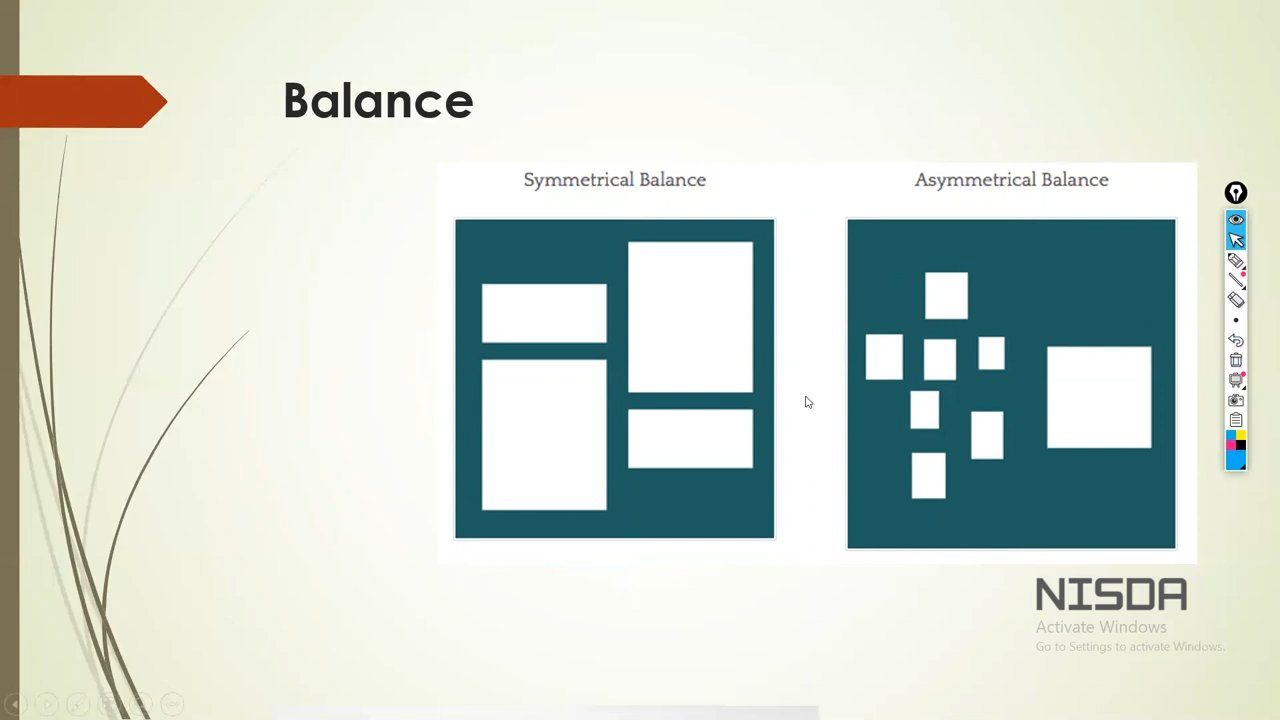 Balance
Symmetrical Balance
Asymmetrical Balance
NISDA
Activate Windows
Go to Settings to activate Windows.